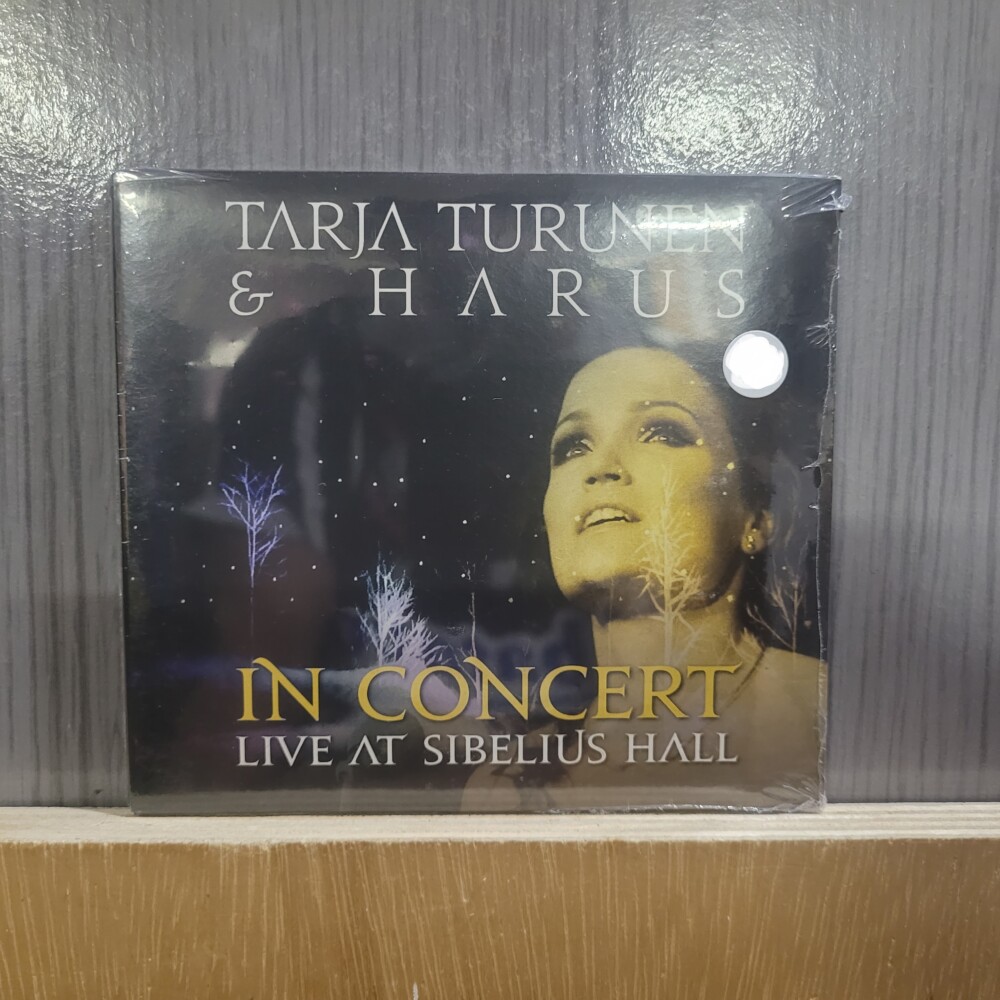 TARJA TURUNEN
& HARUS
IN CONCERT
LIVE AT SIBELIUS HALL